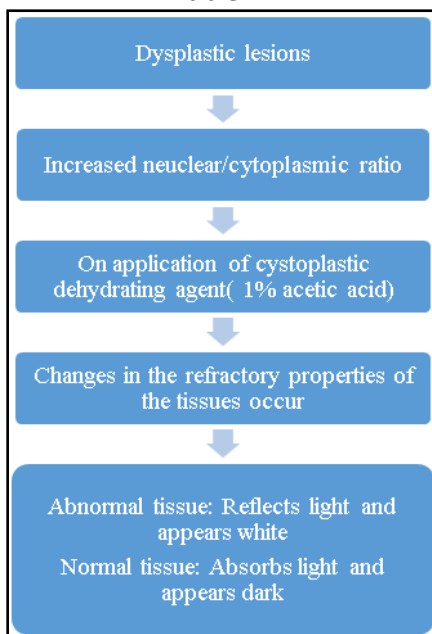 Dysplastic lesions
Increased neuclear/cytoplasmic ratio
On application of cystoplastic
dehydrating agent( 1% acetic acid)
Changes in the refractory properties of
the tissues occur
Abnormal tissue: Reflects light and
appears white
Normal tissue: Absorbs light and
appears dark